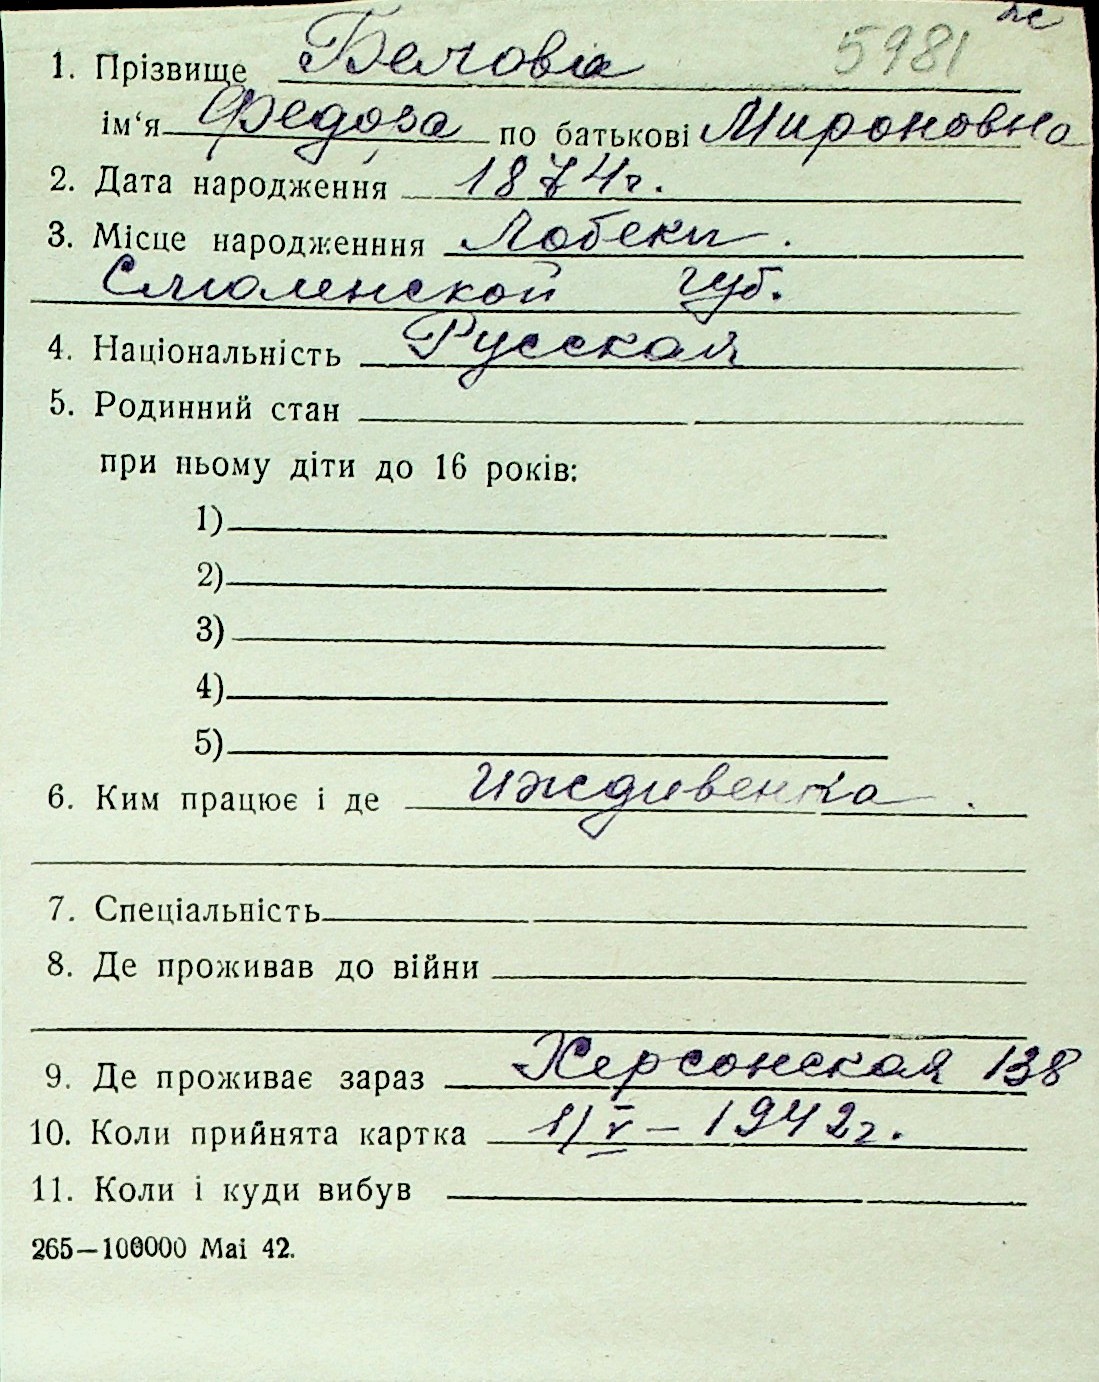 5981
1. Прізвище
ім‘я Федоза по батькові Мироновна
2. Дата народження 1874г.
3. Місце народженння Лобеки.
Смоленской губ.
4. Національність Русская
5. Родинний стан
при ньому діти до 16 років:
1)
2)
3)
4)
5)
6. Ким працює і де иждивенка.
7. Спеціальність
8. Де проживав до війни
9. Де проживає зараз Херсонская 138
10. Коли прийнята картка 1/V – 1942г.
11. Коли і куди вибув
265—100000 Mai 42.